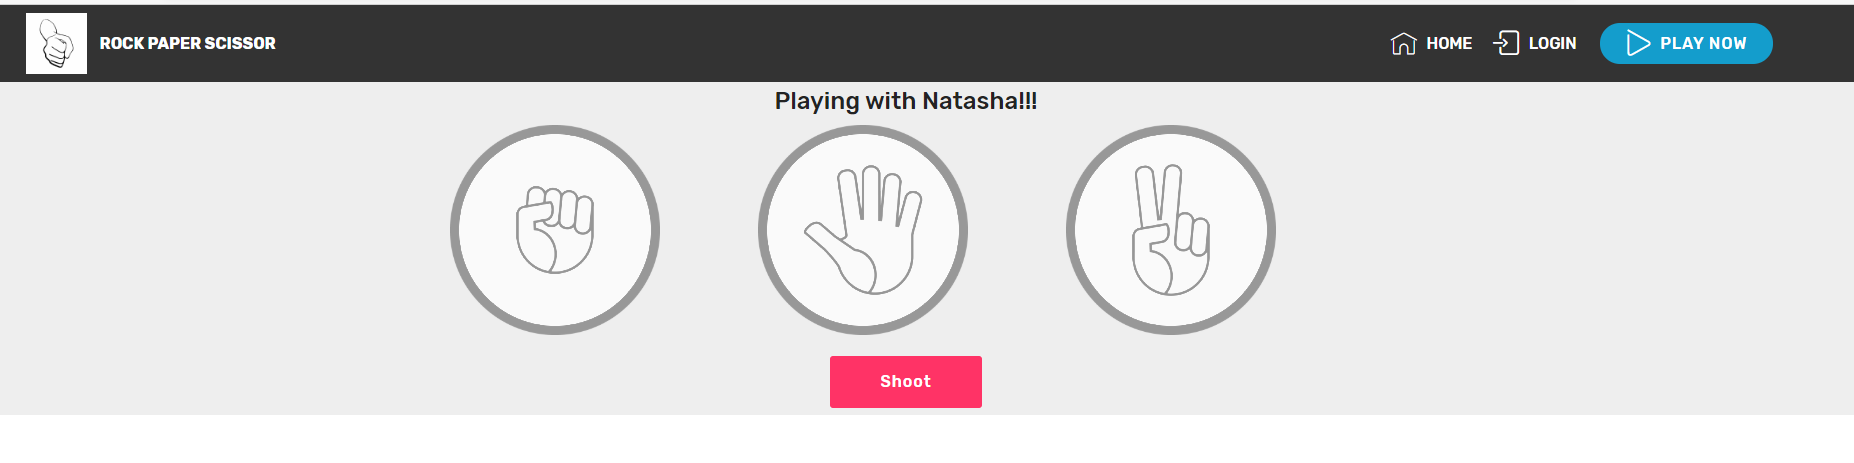 ROCK PAPER SCISSOR
HOME
LOGIN
PLAY NOW
Playing with Natasha!!!
Shoot